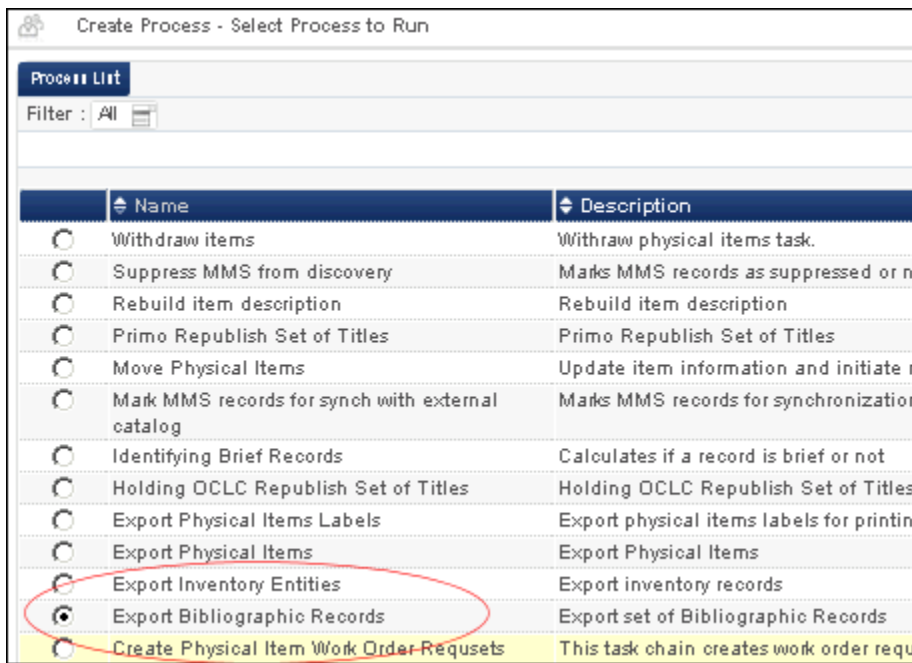 Create Process - Select Process to Run
Process List
Filter : All
Name Description
Withdraw items Withraw physical items task.
Suppress MMS from discovery Marks MMS records as suppressed or n
Rebuild item description Rebuild item description
Primo Republish Set of Titles Primo Republish Set of Titles
Move Physical Items Update item information and initiate
Mark MMS records for synch with external Marks MMS records for synchronization
catalog
Identifying Brief Records Calculates if a record is brief or not
Holding OCLC Republish Set of Titles Holding OCLC Republish Set of Titles
Export Physical Items Labels Export physical items labels for printin
Export Physical Items Export Physical Items
Export Inventory Entities Export inventory records
Export Bibliographic Records Export set of Bibliographic Records
Create Physical Item Work Order Requsets This task chain creates work order requ